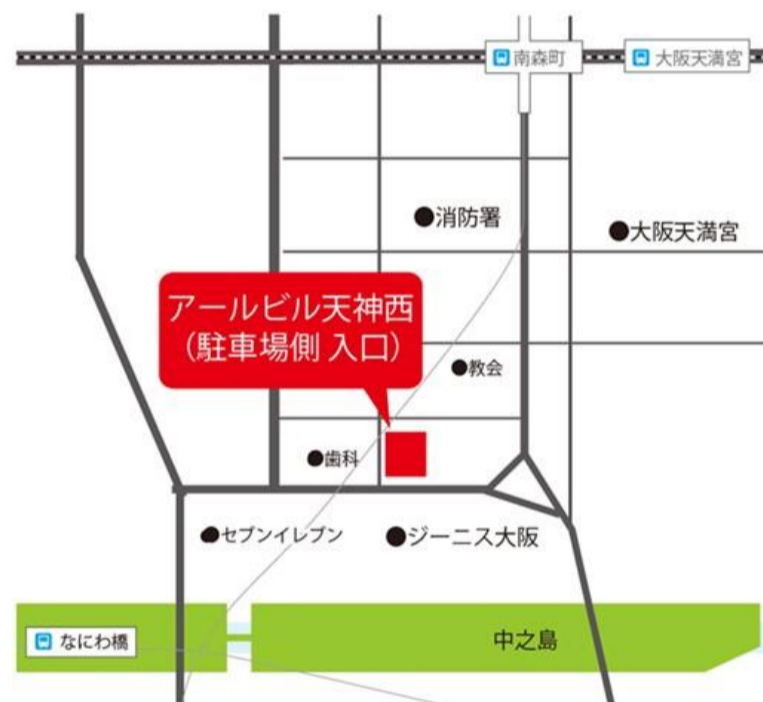 南森町
大阪天満宮
●消防署
●大阪天満宮
アールビル天神西
（駐車場側 入口）
●教会
●歯科
●セブンイレブン
●ジーニス大阪
なにわ橋
中之島